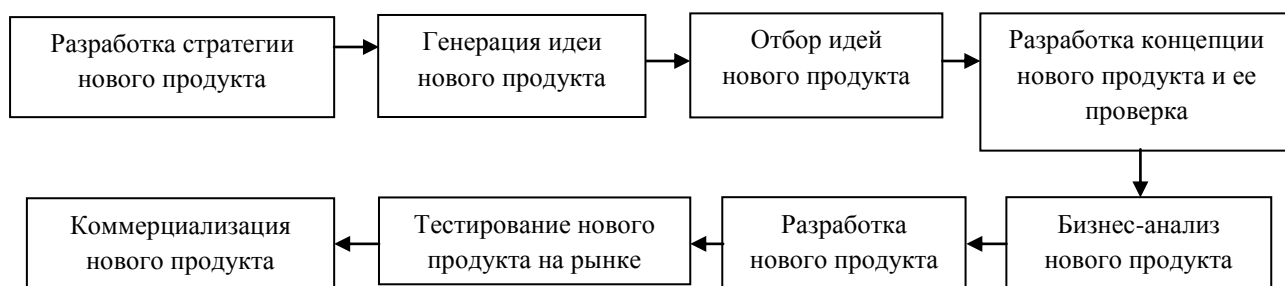 Разработка стратегии
нового продукта
Генерация идеи
нового продукта
Отбор идей
нового продукта
Разработка концепции
нового продукта и ее
проверка
Бизнес-анализ
нового продукта
Разработка
нового продукта
Тестирование нового
продукта на рынке
Коммерциализация
нового продукта